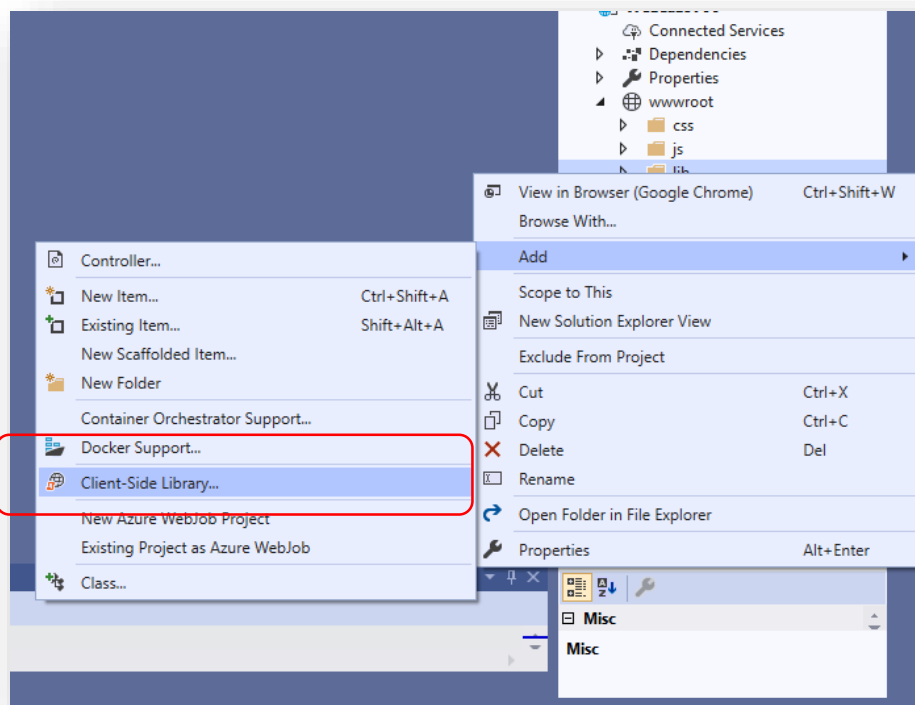 Connected Services
Dependencies
Properties
wwwroot
css
js
lib
View in Browser (Google Chrome) Ctrl+Shift+W
Browse With...
Add
Scope to This
New Solution Explorer View
Exclude From Project
Cut Ctrl+X
Copy Ctrl+C
Delete Del
Rename
Open Folder in File Explorer
Properties Alt+Enter
Controller...
New Item... Ctrl+Shift+A
Existing Item... Shift+Alt+A
New Scaffolded Item...
New Folder
Container Orchestrator Support...
Docker Support...
Client-Side Library...
New Azure WebJob Project
Existing Project as Azure WebJob
Class...
Misc
Misc